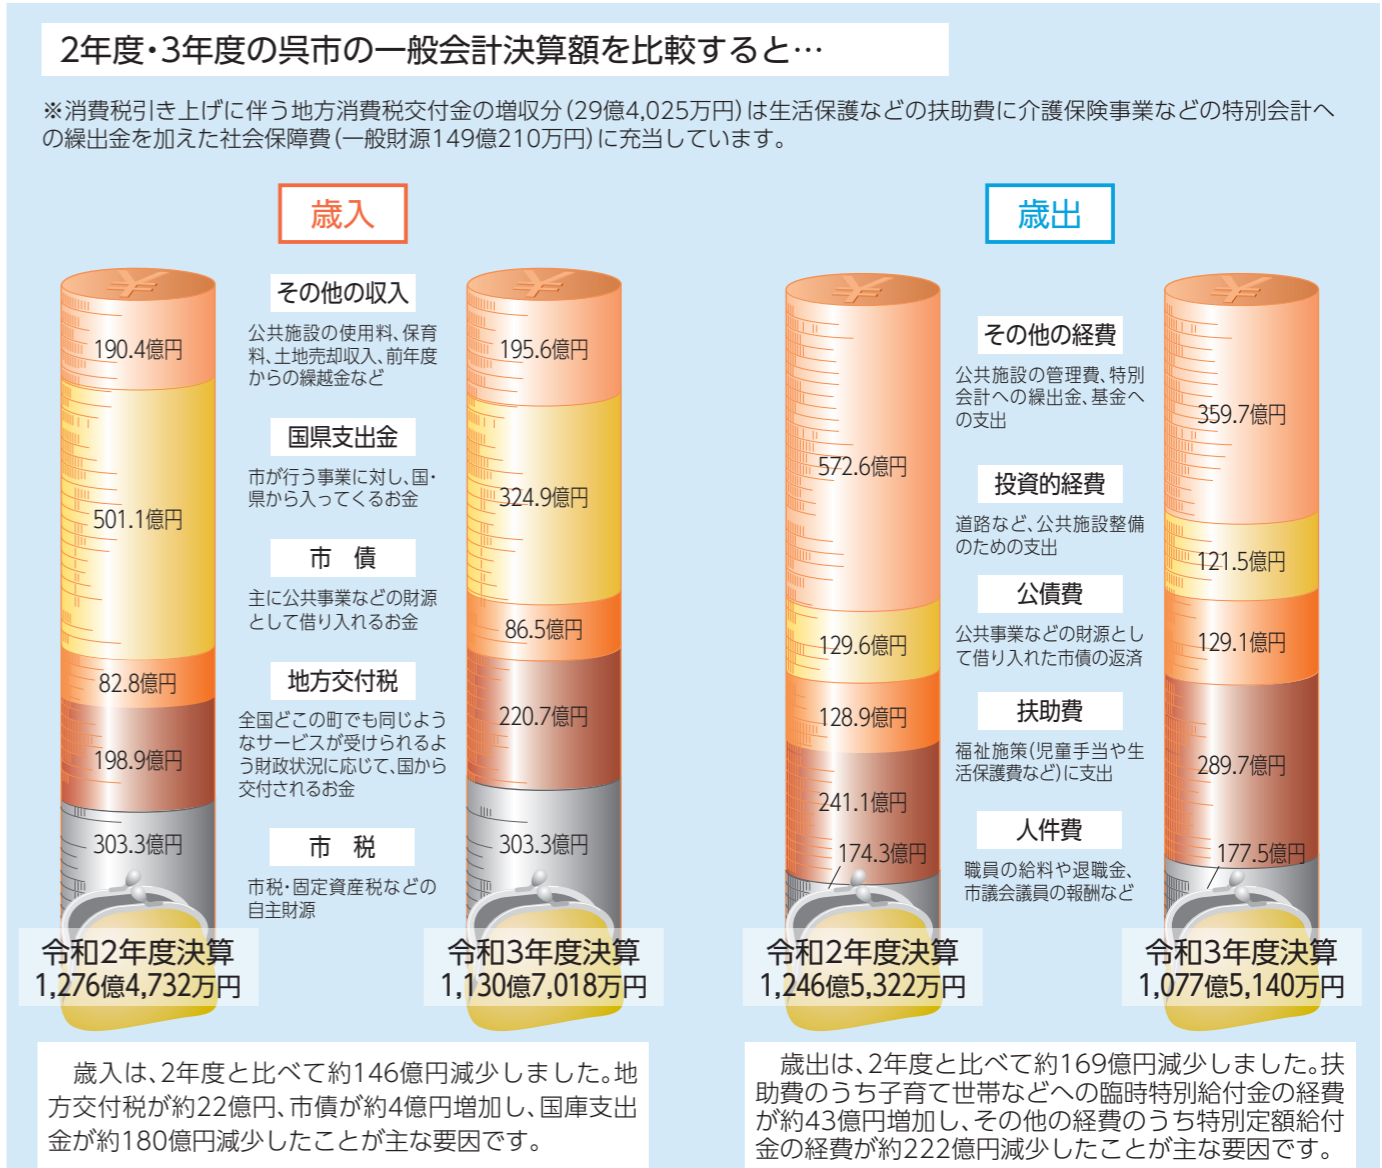 2年度・3年度の呉市の一般会計決算額を比較すると…
※消費税引き上げに伴う地方消費税交付金の増収分（29億4,025万円）は生活保護などの扶助費に介護保険事業などの特別会計へ
の繰出金を加えた社会保障費（一般財源149億210万円）に充当しています。
歳入
¥
190.4億円
501.1億円
82.8億円
198.9億円
303.3億円
令和2年度決算
1,276億4,732万円
その他の収入
公共施設の使用料、保育
料、土地売却収入、前年度
からの繰越金など
国県支出金
市が行う事業に対し、国・
県から入ってくるお金
市　債
主に公共事業などの財源
として借り入れるお金
地方交付税
全国どこの町でも同じよう
なサービスが受けられるよ
う財政状況に応じて、国から
交付されるお金
市　税
市税・固定資産税などの
自主財源
¥
195.6億円
324.9億円
86.5億円
220.7億円
303.3億円
令和3年度決算
1,130億7,018万円
歳入は、2年度と比べて約146億円減少しました。地
方交付税が約22億円、市債が約4億円増加し、国庫支出
金が約180億円減少したことが主な要因です。
歳出
¥
572.6億円
129.6億円
128.9億円
241.1億円
174.3億円
令和2年度決算
1,246億5,322万円
その他の経費
公共施設の管理費、特別
会計への繰出金、基金へ
の支出
投資的経費
道路など、公共施設整備
のための支出
公債費
公共事業などの財源とし
て借り入れた市債の返済
扶助費
福祉施策(児童手当や生
活保護費など)に支出
人件費
職員の給料や退職金、
市議会議員の報酬など
¥
359.7億円
121.5億円
129.1億円
289.7億円
177.5億円
令和3年度決算
1,077億5,140万円
歳出は、2年度と比べて約169億円減少しました。扶
助費のうち子育て世帯などへの臨時特別給付金の経費
が約43億円増加し、その他の経費のうち特別定額給付
金の経費が約222億円減少したことが主な要因です。